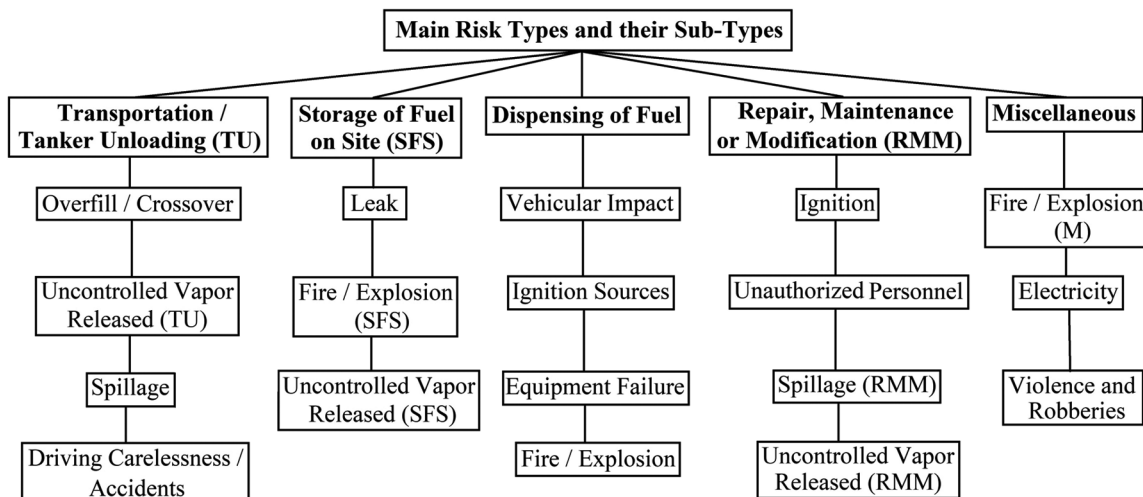 Main Risk Types and their Sub-Types
Transportation /
Tanker Unloading (TU)
Overfill / Crossover
Uncontrolled Vapor
Released (TU)
Spillage
Driving Carelessness /
Accidents
Storage of Fuel
on Site (SFS)
Leak
Fire / Explosion
(SFS)
Uncontrolled Vapor
Released (SFS)
Dispensing of Fuel
Vehicular Impact
Ignition Sources
Equipment Failure
Fire / Explosion
Repair, Maintenance
or Modification (RMM)
Ignition
Unauthorized Personnel
Spillage (RMM)
Uncontrolled Vapor
Released (RMM)
Miscellaneous
Fire / Explosion
(M)
Electricity
Violence and
Robberies